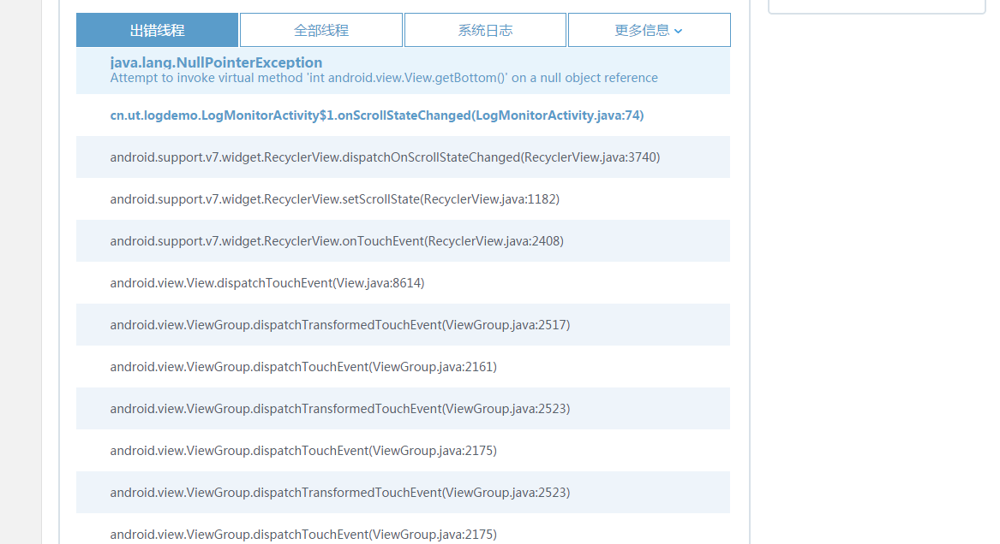 出错线程 全部线程 系统日志 更多信息
java.lang.NullPointerException
Attempt to invoke virtual method 'int android.view.View.getBottom()' on a null object reference
cn.ut.logdemo.LogMonitorActivity$1.onScrollStateChanged(LogMonitorActivity.java:74)
android.support.v7.widget.RecyclerView.dispatchOnScrollStateChanged(RecyclerView.java:3740)
android.support.v7.widget.RecyclerView.setScrollState(RecyclerView.java:1182)
android.support.v7.widget.RecyclerView.onTouchEvent(RecyclerView.java:2408)
android.view.View.dispatchTouchEvent(View.java:8614)
android.view.ViewGroup.dispatchTransformedTouchEvent(ViewGroup.java:2517)
android.view.ViewGroup.dispatchTouchEvent(ViewGroup.java:2161)
android.view.ViewGroup.dispatchTransformedTouchEvent(ViewGroup.java:2523)
android.view.ViewGroup.dispatchTouchEvent(ViewGroup.java:2175)
android.view.ViewGroup.dispatchTransformedTouchEvent(ViewGroup.java:2523)
android.view.ViewGroup.dispatchTouchEvent(ViewGroup.java:2175)